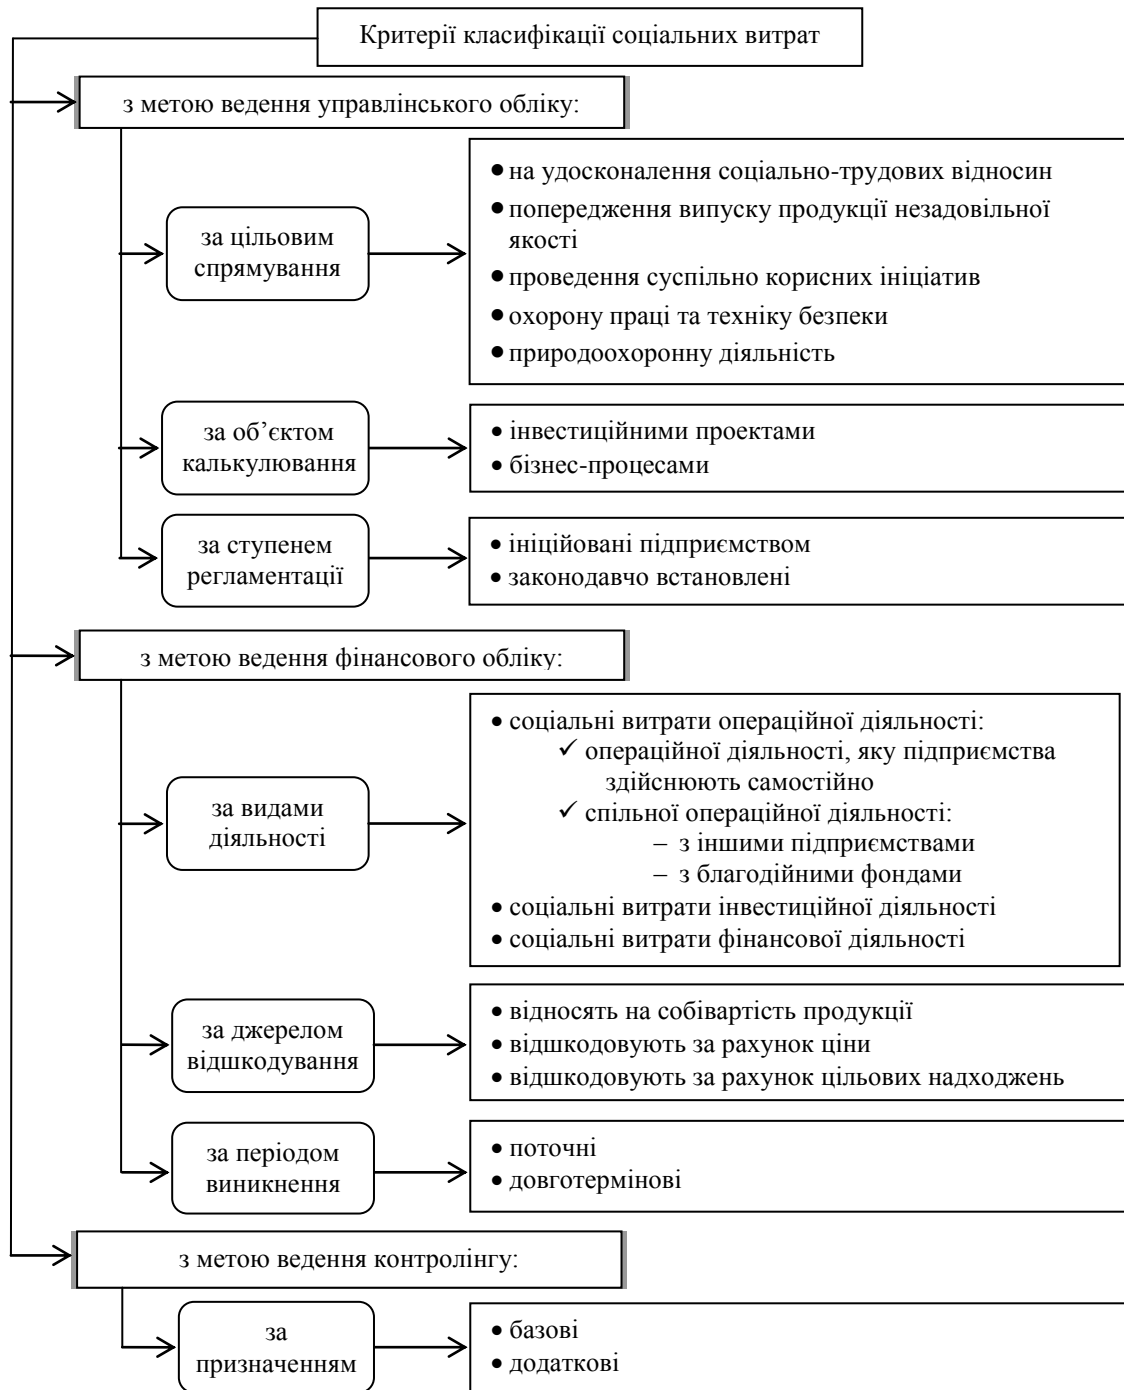 Критерії класифікації соціальних витрат
з метою ведення управлінського обліку:
за цільовим
спрямування
• на удосконалення соціально-трудових відносин
• попередження випуску продукції незадовільної
якості
• проведення суспільно корисних ініціатив
• охорону праці та техніку безпеки
• природоохоронну діяльність
за об’єктом
калькулювання
• інвестиційними проектами
• бізнес-процесами
за ступенем
регламентації
• ініційовані підприємством
• законодавчо встановлені
з метою ведення фінансового обліку:
за видами
діяльності
• соціальні витрати операційної діяльності:
✓ операційної діяльності, яку підприємства
здійснюють самостійно
✓ спільної операційної діяльності:
– з іншими підприємствами
– з благодійними фондами
• соціальні витрати інвестиційної діяльності
• соціальні витрати фінансової діяльності
за джерелом
відшкодування
• відносять на собівартість продукції
• відшкодовують за рахунок ціни
• відшкодовують за рахунок цільових надходжень
за періодом
виникнення
• поточні
• довготермінові
з метою ведення контролінгу:
за
призначенням
• базові
• додаткові